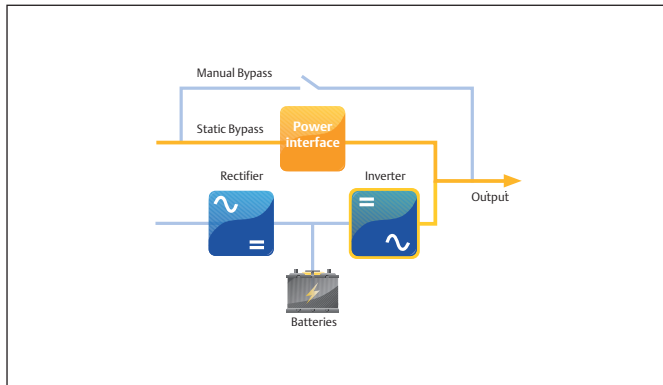 Manual Bypass
Static Bypass
Power
interface
Rectifier
Inverter
Output
Batteries